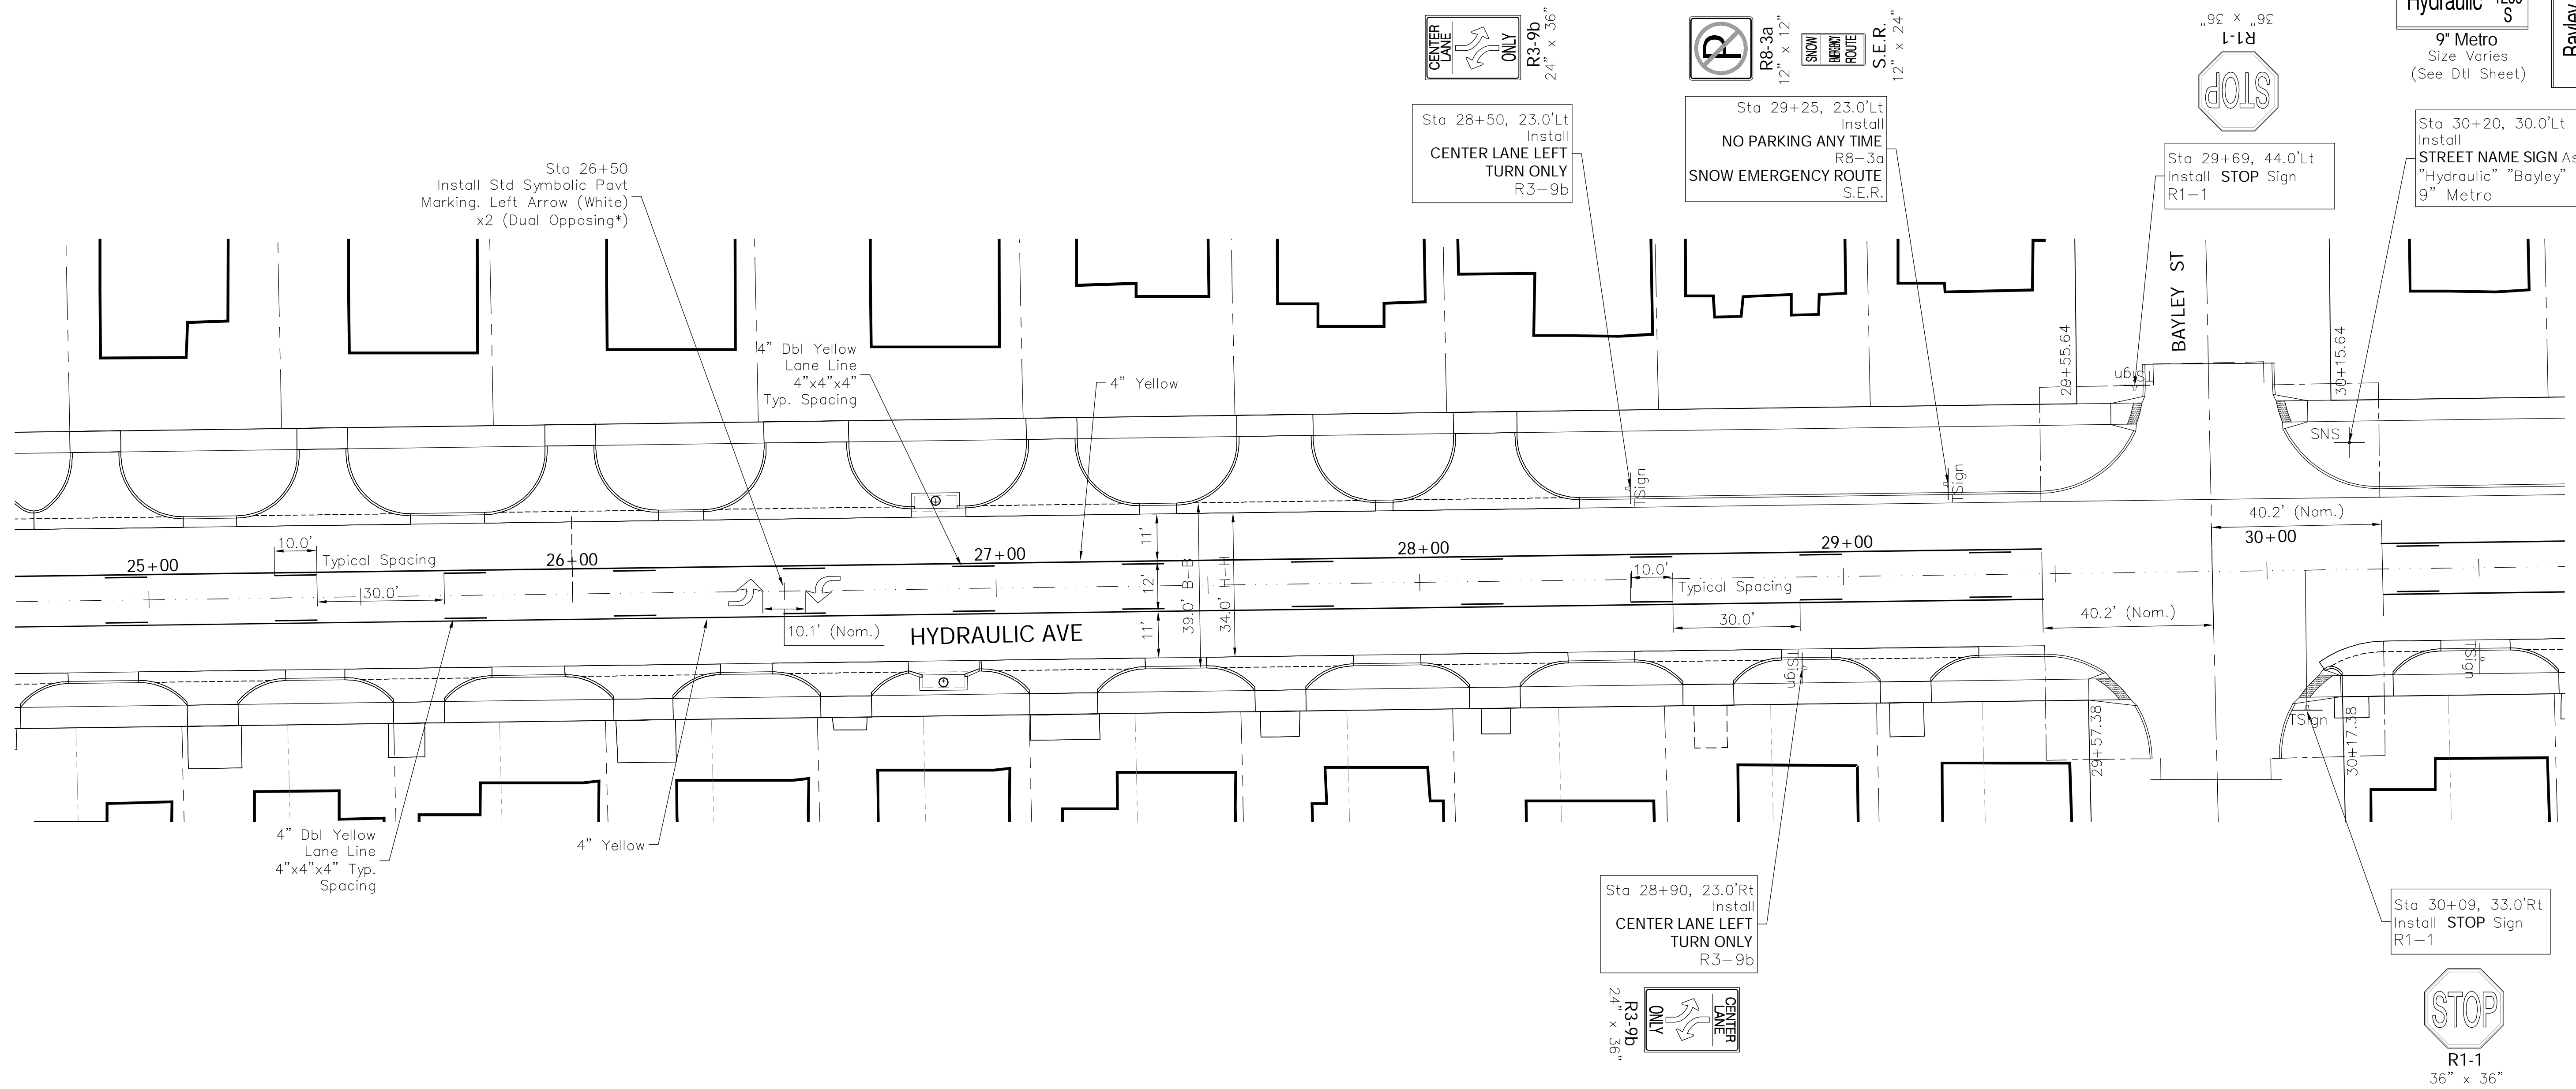 CENTER
LANE
ONLY
R3-9b
24" x 36"
R8-3a
12" x 12"
SNOW
EMERGENCY
ROUTE
S.E.R.
12" x 24"
36" x 36"
R1-1
STOP
Hydraulic
S
9" Metro
Size Varies
(See Dtl Sheet)
Bayley
Sta 26+50
Install Std Symbolic Pavt
Marking. Left Arrow (White)
x2 (Dual Opposing*)
Sta 28+50, 23.0'Lt
Install
CENTER LANE LEFT
TURN ONLY
R3-9b
Sta 29+25, 23.0'Lt
Install
NO PARKING ANY TIME
R8-3a
SNOW EMERGENCY ROUTE
S.E.R.
Sta 29+69, 44.0'Lt
Install STOP Sign
R1-1
Sta 30+20, 30.0'Lt
Install
STREET NAME SIGN As
"Hydraulic" "Bayley"
9" Metro
4" Dbl Yellow
Lane Line
4"x4"x4"
Typ. Spacing
4" Yellow
29+55.64
BAYLEY ST
30+15.64
TSign
SNS
TSign
TSign
40.2' (Nom.)
10.0'
Typical Spacing
30.0'
25+00
26+00
27+00
28+00
29+00
30+00
11'
12'
11'
39.0' B-B
34.0' H-H
10.0'
Typical Spacing
30.0'
40.2' (Nom.)
10.1' (Nom.)
HYDRAULIC AVE
TSign
TSign
TSign
29+57.38
30+17.38
4" Dbl Yellow
Lane Line
4"x4"x4" Typ.
Spacing
4" Yellow
Sta 28+90, 23.0'Rt
Install
CENTER LANE LEFT
TURN ONLY
R3-9b
Sta 30+09, 33.0'Rt
Install STOP Sign
R1-1
CENTER
LANE
ONLY
R3-9b
24" x 36"
STOP
R1-1
36" x 36"